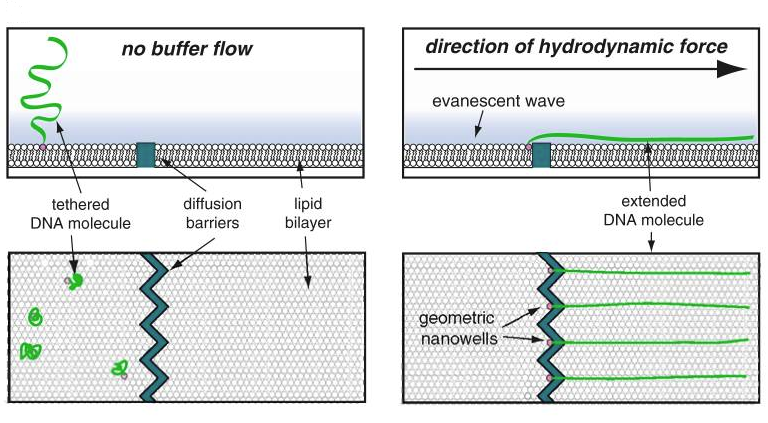 no buffer flow
direction of hydrodynamic force
evanescent wave
tethered
DNA molecule
diffusion
barriers
lipid
bilayer
extended
DNA molecule
geometric
nanowells